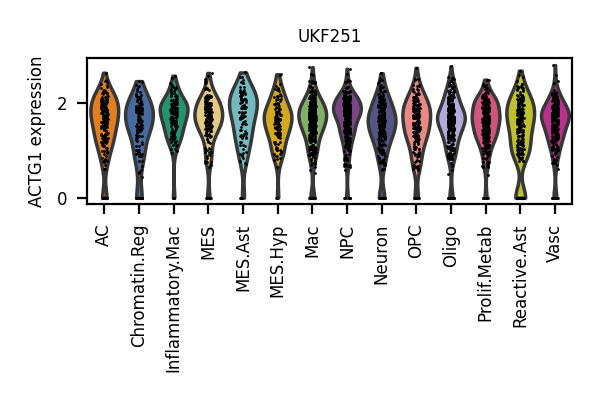 UKF251
ACTG1 expression
2
0
AC
Chromatin.Reg
Inflammatory.Mac
MES
MES.Ast
MES.Hyp
Mac
NPC
Neuron
OPC
Oligo
Prolif.Metab
Reactive.Ast
Vasc